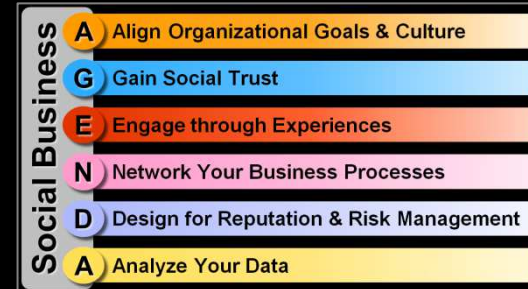 Social Business
A Align Organizational Goals & Culture
G Gain Social Trust
E Engage through Experiences
N Network Your Business Processes
D Design for Reputation & Risk Management
A Analyze Your Data